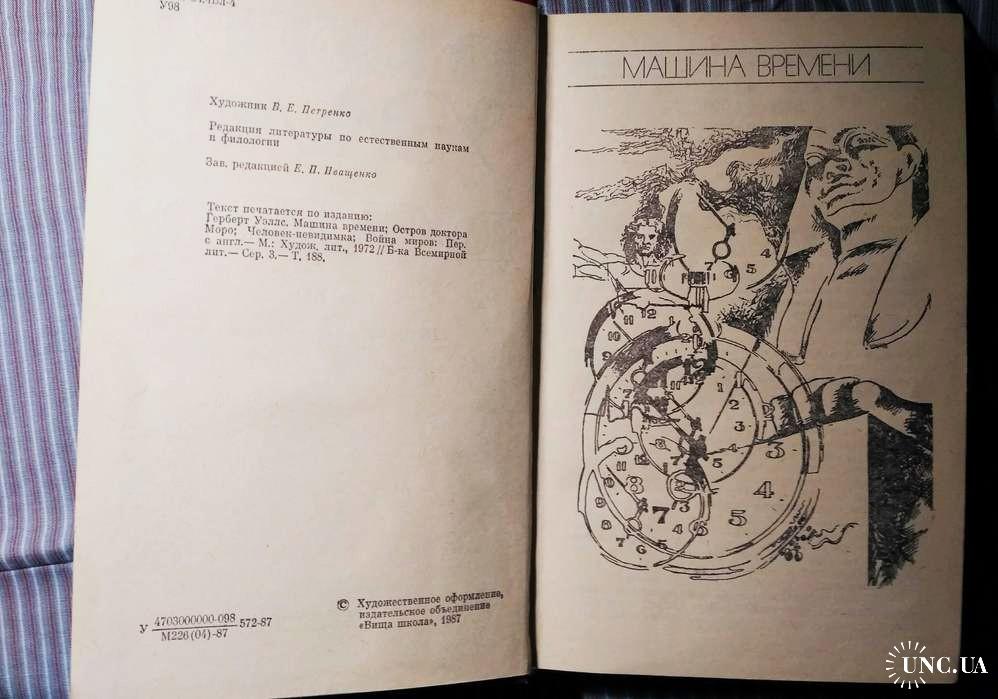 У98
Художник В. Е. Петренко
Редакция литературы по естественным наукам
и филологии
Зав. редакцией Е. П. Иващенко
Текст печатается по изданию:
Герберт Уэллс. Машина времени; Остров доктора
Моро; Человек-невидимка; Война миров: Пер.
с англ.— М.: Худож. лит., 1972 // Б-ка Всемирной
лит.— Сер. 3.— Т. 188.
У 4703000000-098 572-87
М226(04)-87
© Художественное оформление,
издательское объединение
«Вища школа», 1987
МАШИНА ВРЕМЕНИ
UNC.UA